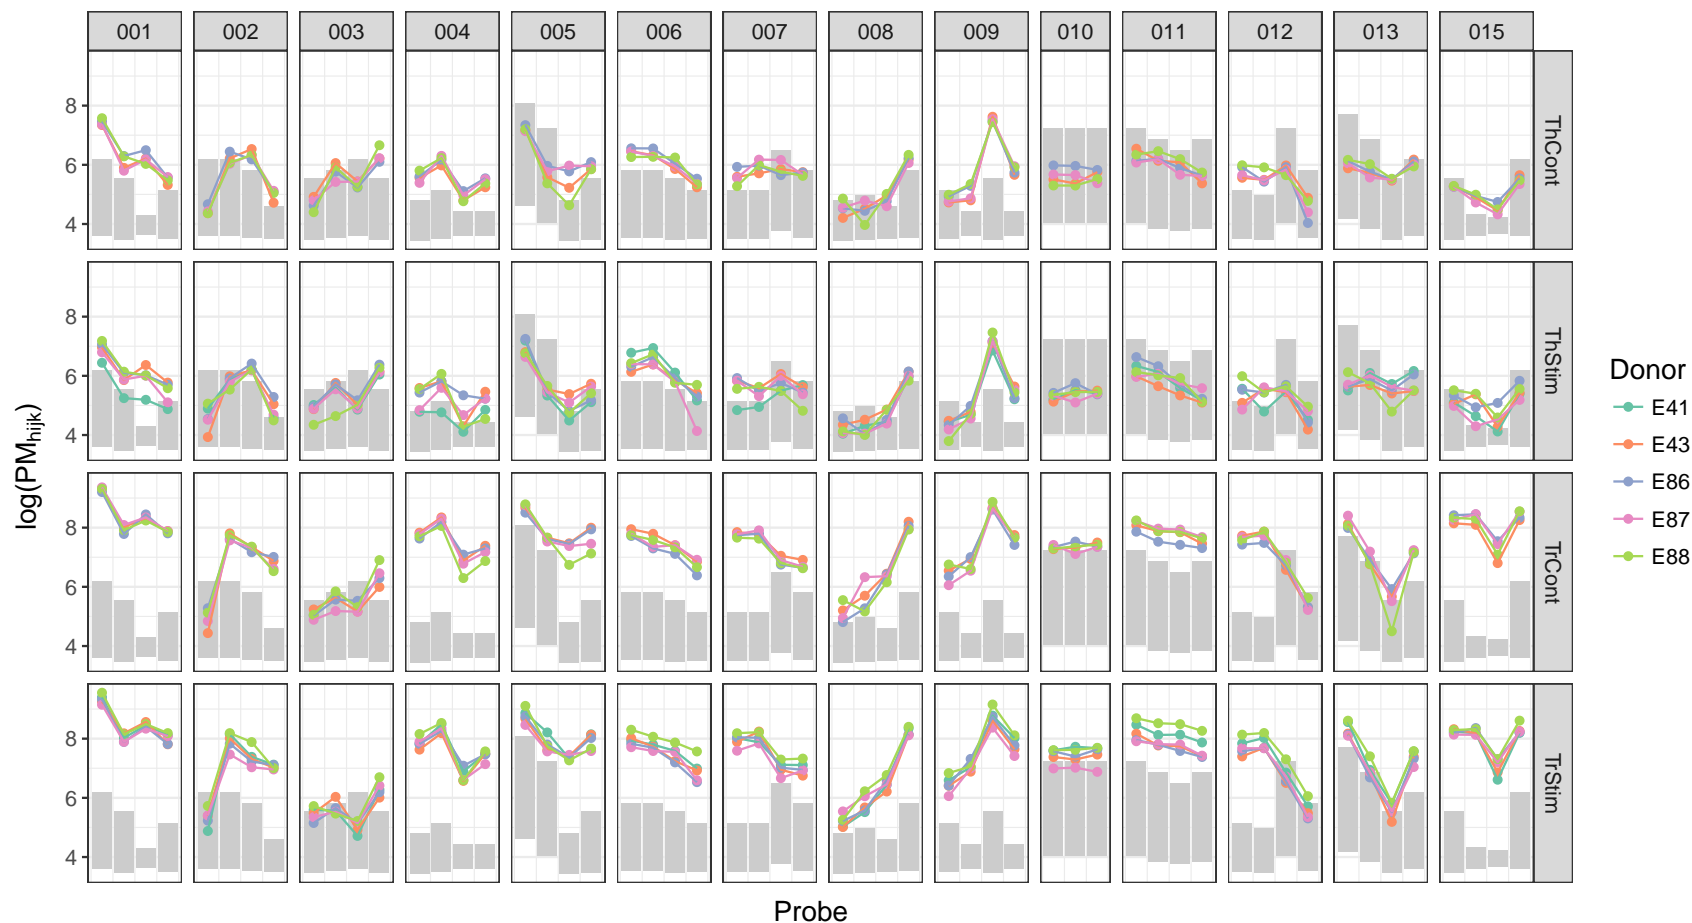 001 002 003 004 005 006 007 008 009 010 011 012 013 015
8
6
4
ThCont
8
6
4
ThStim
8
6
4
TrCont
8
6
4
TrStim
log(PMhijk)
Probe
Donor
E41
E43
E86
E87
E88